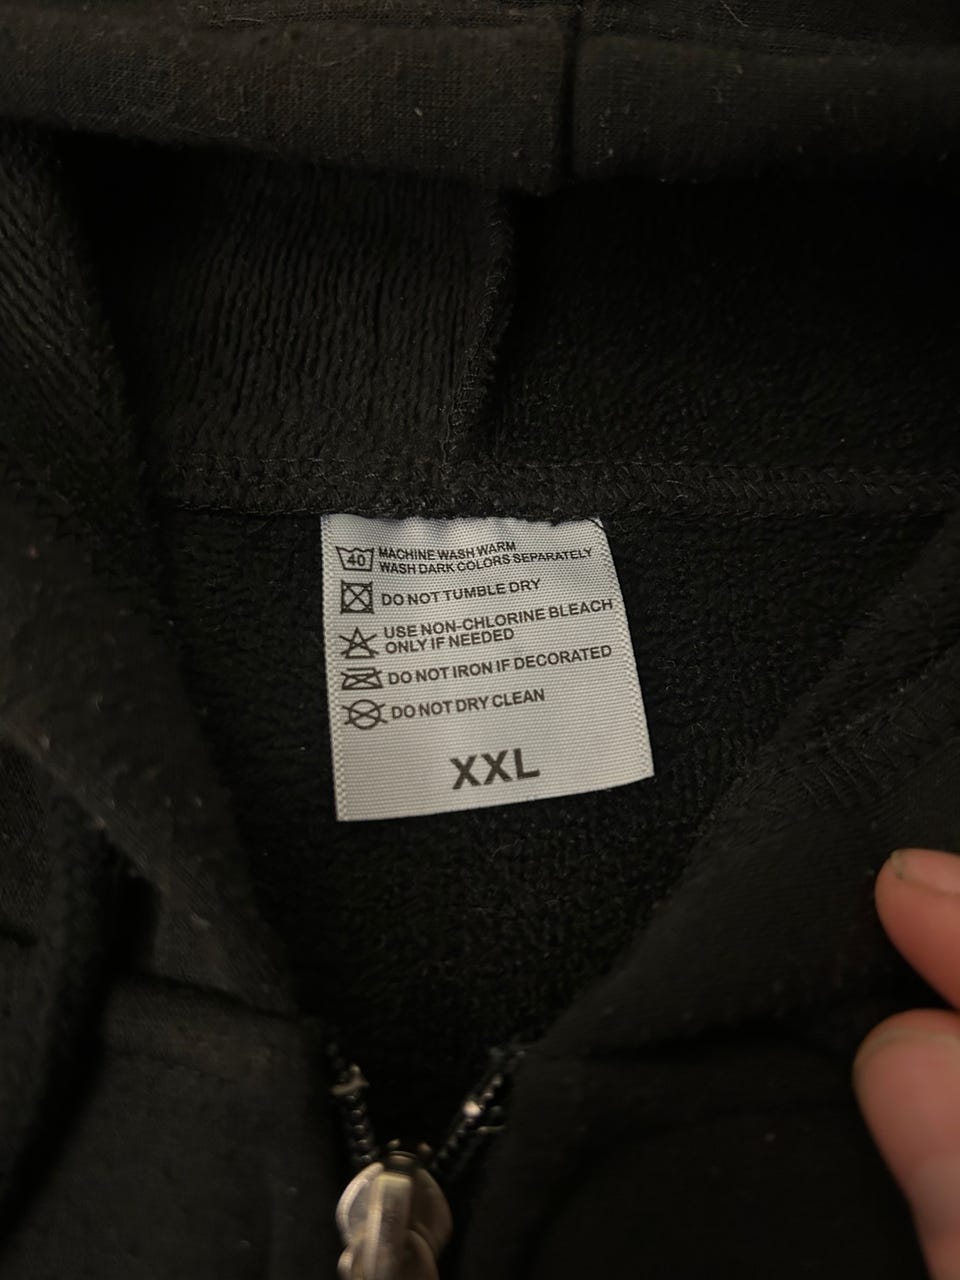 40 MACHINE WASH WARM
WASH DARK COLORS SEPARATELY
DO NOT TUMBLE DRY
USE NON-CHLORINE BLEACH
ONLY IF NEEDED
DO NOT IRON IF DECORATED
DO NOT DRY CLEAN
XXL